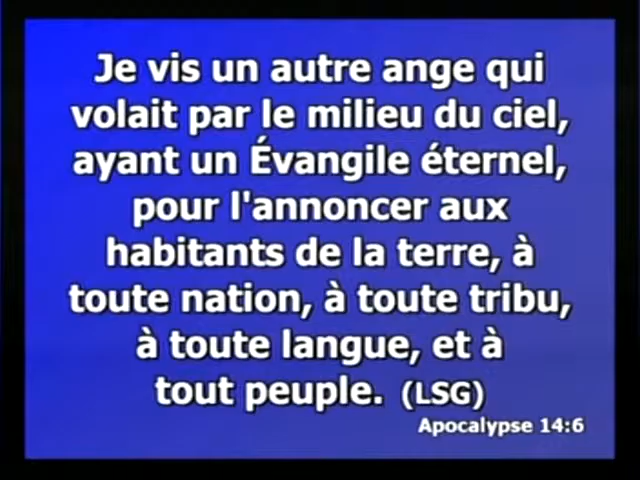 Je vis un autre ange qui
volait par le milieu du ciel,
ayant un Évangile éternel,
pour l'annoncer aux
habitants de la terre, à
toute nation, à toute tribu,
à toute langue, et à
tout peuple. (LSG)
Apocalypse 14:6